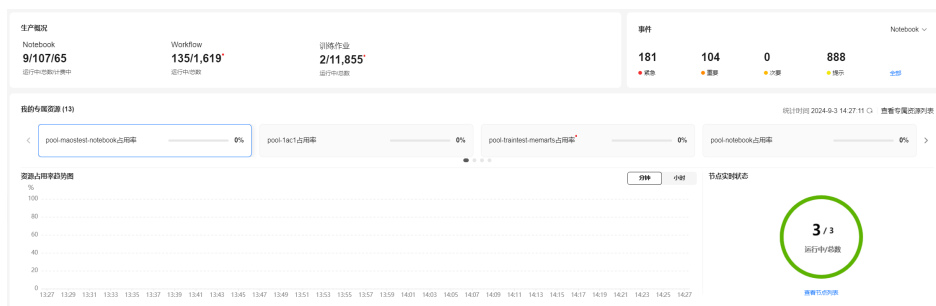 生产概况
Notebook
9/107/65
运行中/总数/计费中
Workflow
135/1,619*
运行中/总数
训练作业
2/11,855*
运行中/总数
事件
Notebook
181
紧急
104
重要
0
次要
888
提示
全部
我的专属资源 (13)
统计时间 2024-9-3 14:27:11
查看专属资源列表
pool-maostest-notebook占用率 0%
pool-1ac1占用率 0%
pool-traintest-memarts占用率* 0%
pool-notebook占用率 0%
资源占用率趋势图
分钟 小时
%
100
80
60
40
20
0
13:27 13:29 13:31 13:33 13:35 13:37 13:39 13:41 13:43 13:45 13:47 13:49 13:51 13:53 13:55 13:57 13:59 14:01 14:03 14:05 14:07 14:09 14:11 14:13 14:15 14:17 14:19 14:21 14:23 14:25 14:27
节点实时状态
3 / 3
运行中/总数
查看节点列表